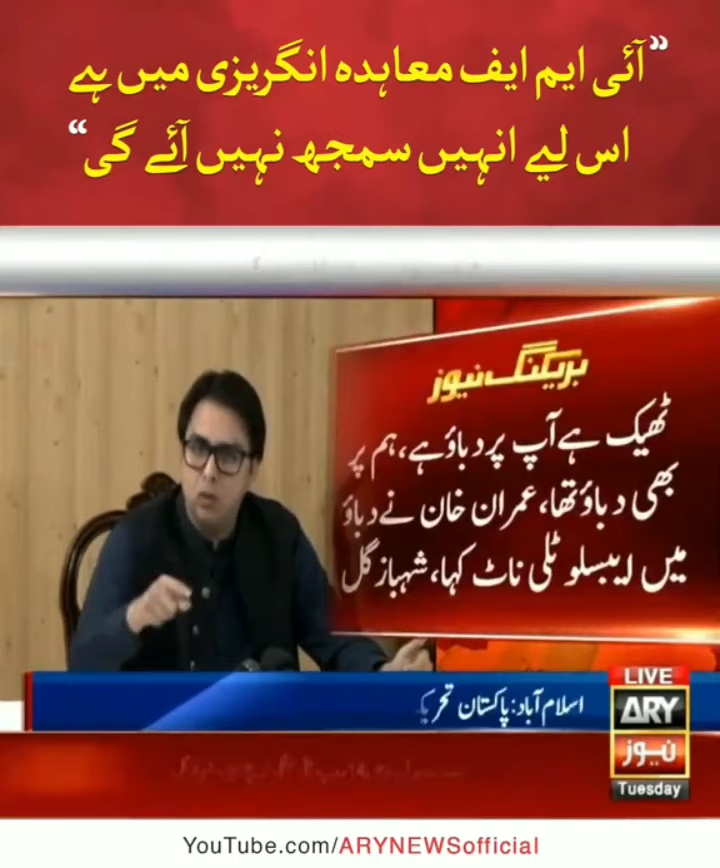 ”آئی ایم ایف معاہدہ انگریزی میں ہے
اس لیے انہیں سمجھ نہیں آئے گی“
بریکنگ نیوز
ٹھیک ہے آپ پر دباؤ ہے، ہم پر
بھی دباؤ تھا، عمران خان نے دباؤ
میں ایبسلوٹلی ناٹ کہا، شہباز گل
اسلام آباد: پاکستان تحریک
LIVE
ARY
نیوز
Tuesday
YouTube.com/ARYNEWSofficial